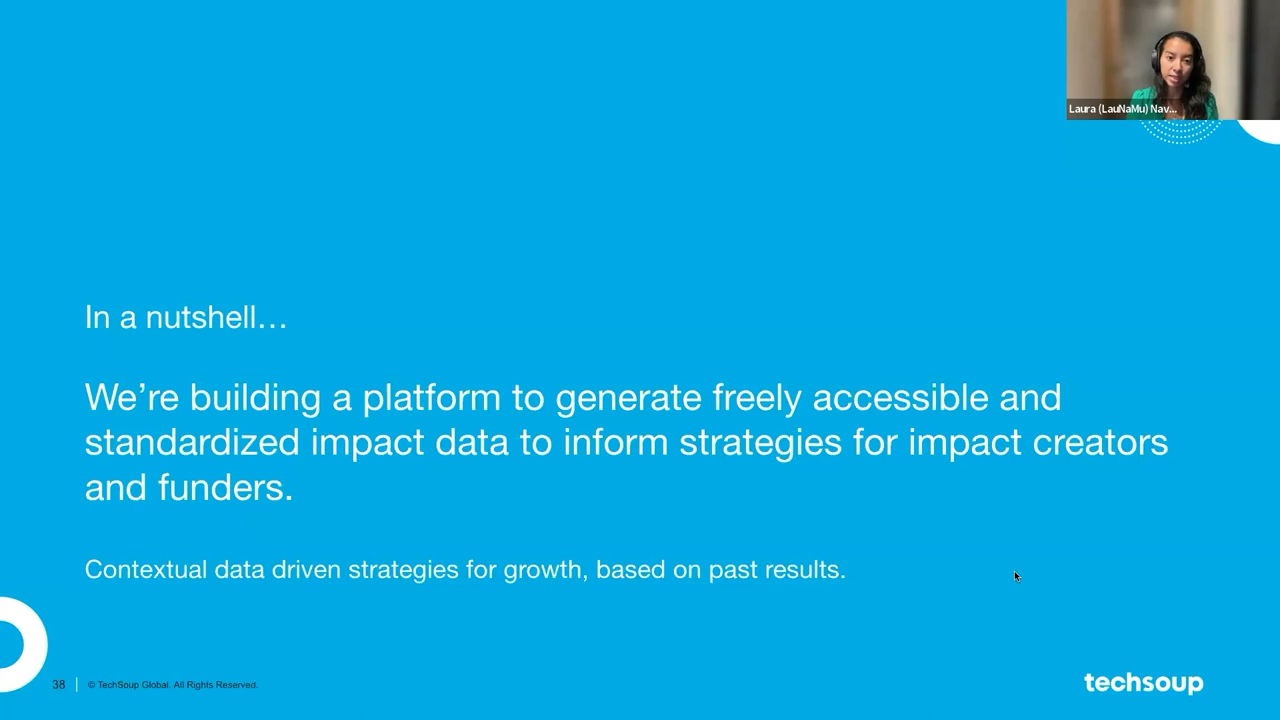 Laura (LauNaMu) Nav...
In a nutshell…
We’re building a platform to generate freely accessible and
standardized impact data to inform strategies for impact creators
and funders.
Contextual data driven strategies for growth, based on past results.
38
© TechSoup Global. All Rights Reserved.
techsoup